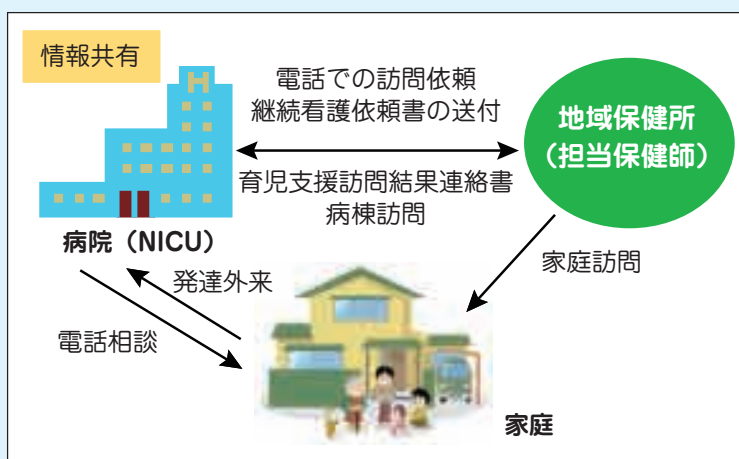 情報共有
H
電話での訪問依頼
継続看護依頼書の送付
地域保健所
（担当保健師）
育児支援訪問結果連絡書
病棟訪問
病院（NICU）
発達外来
家庭訪問
電話相談
家庭